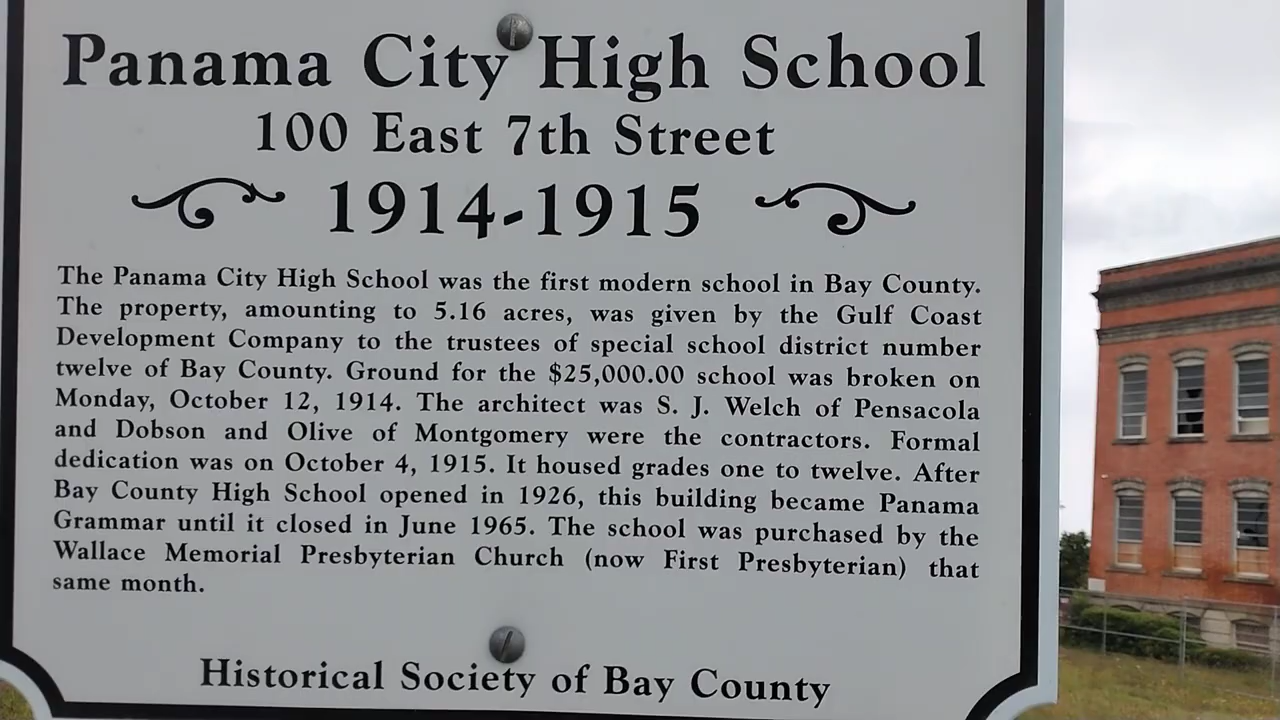 Panama City High School
100 East 7th Street
1914-1915
The Panama City High School was the first modern school in Bay County.
The property, amounting to 5.16 acres, was given by the Gulf Coast
Development Company to the trustees of special school district number
twelve of Bay County. Ground for the $25,000.00 school was broken on
Monday, October 12, 1914. The architect was S. J. Welch of Pensacola
and Dobson and Olive of Montgomery were the contractors. Formal
dedication was on October 4, 1915. It housed grades one to twelve. After
Bay County High School opened in 1926, this building became Panama
Grammar until it closed in June 1965. The school was purchased by the
Wallace Memorial Presbyterian Church (now First Presbyterian) that
same month.
Historical Society of Bay County